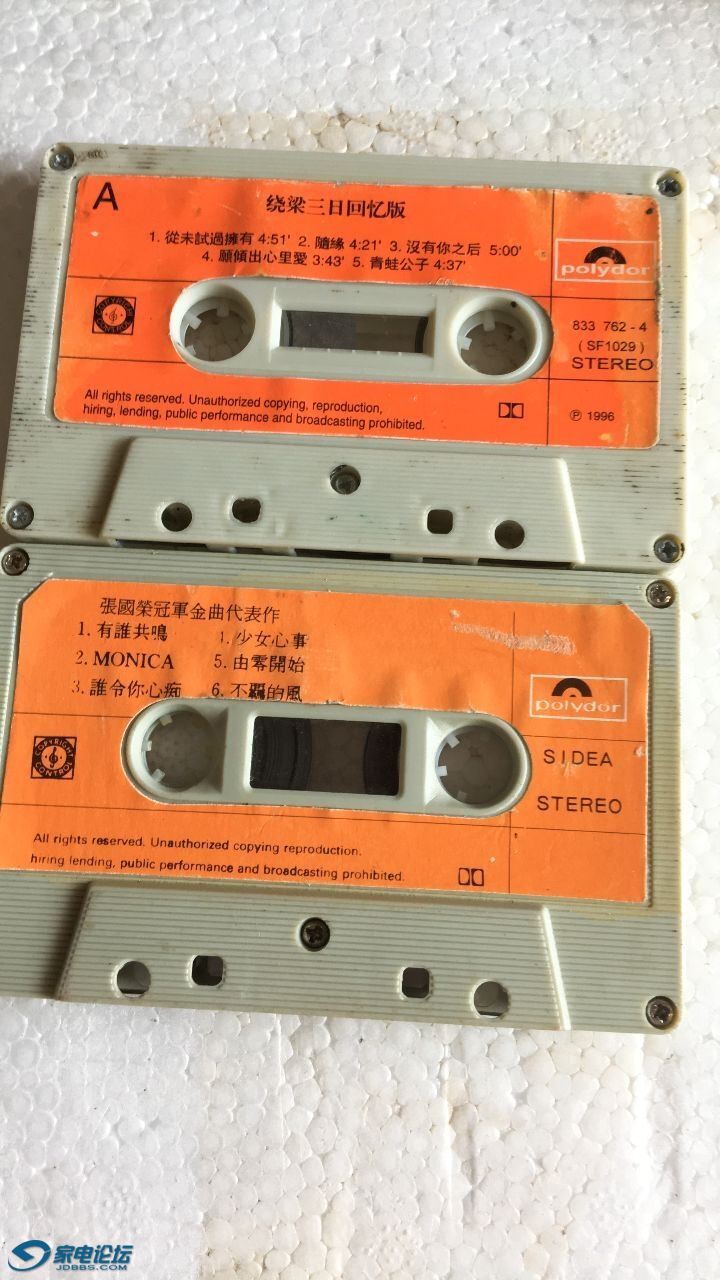 A
绕梁三日回忆版
1. 從未試過擁有 4:51' 2. 隨緣 4:21' 3. 沒有你之后 5:00'
4. 願傾出心里愛 3:43' 5. 青蛙公子 4:37'
polydor
COPYRIGHT CONTROL
833 762-4
(SF1029)
STEREO
All rights reserved. Unauthorized copying, reproduction,
hiring, lending, public performance and broadcasting prohibited.
℗ 1996
張國榮冠軍金曲代表作
1. 有誰共鳴 1. 少女心事
2. MONICA 5. 由零開始
3. 誰令你心痴 6. 不羈的風
polydor
COPYRIGHT CONTROL
SIDEA
STEREO
All rights reserved. Unauthorized copying reproduction.
hiring lending, public performance and broadcasting prohibited.
家电论坛
JDBBS.COM